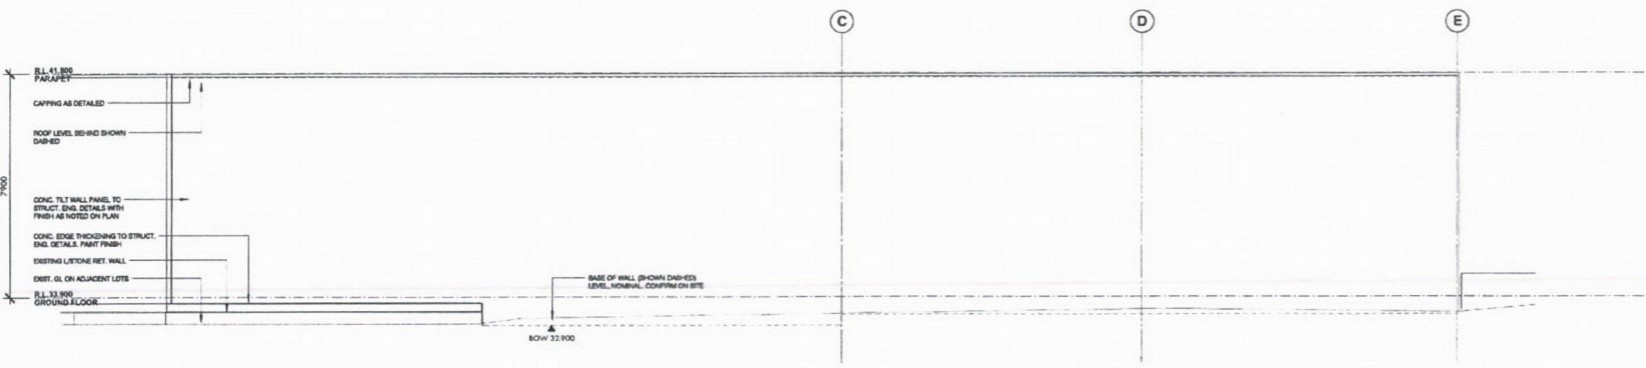 C
D
E
R.L.41.800
PARAPET
CAPPING AS DETAILED
ROOF LEVEL BEHIND SHOWN
DASHED
7900
CONC. TILT WALL PANEL TO
STRUCT. ENG. DETAILS WITH
FINISH AS NOTED ON PLAN
CONC. EDGE THICKENING TO STRUCT.
ENG. DETAILS. PAINT FINISH
EXISTING L/STONE RET. WALL
EXIST. GL ON ADJACENT LOTS
R.L.33.900
GROUND FLOOR
BASE OF WALL (SHOWN DASHED)
LEVEL, NOMINAL. CONFIRM ON SITE
BOW 32.900